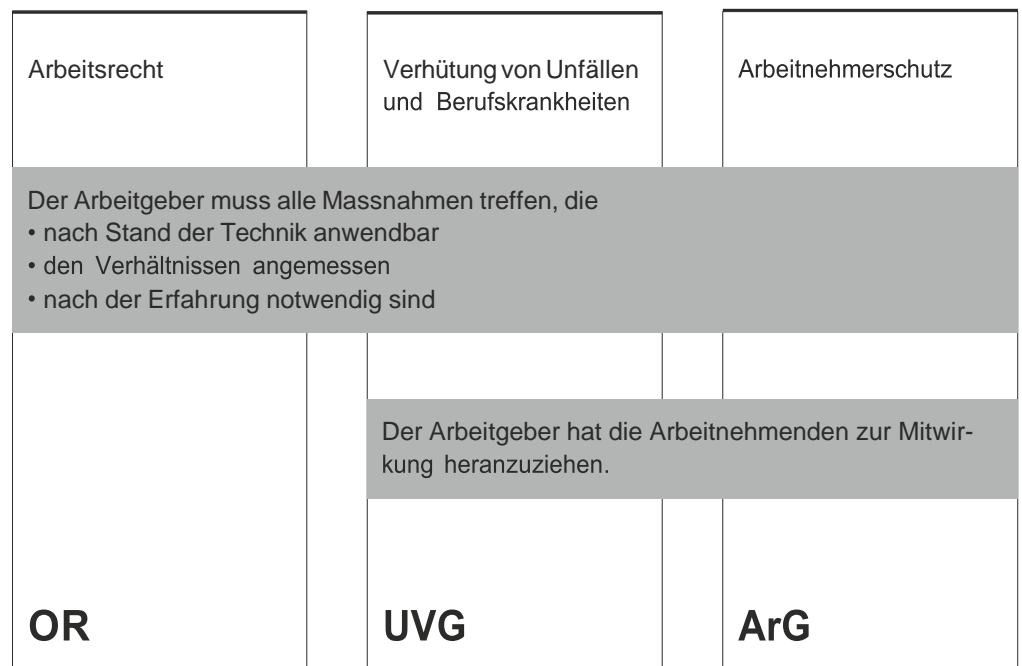 Arbeitsrecht
Verhütung von Unfällen
und Berufskrankheiten
Arbeitnehmerschutz
Der Arbeitgeber muss alle Massnahmen treffen, die
• nach Stand der Technik anwendbar
• den Verhältnissen angemessen
• nach der Erfahrung notwendig sind
Der Arbeitgeber hat die Arbeitnehmenden zur Mitwir-
kung heranzuziehen.
OR
UVG
ArG